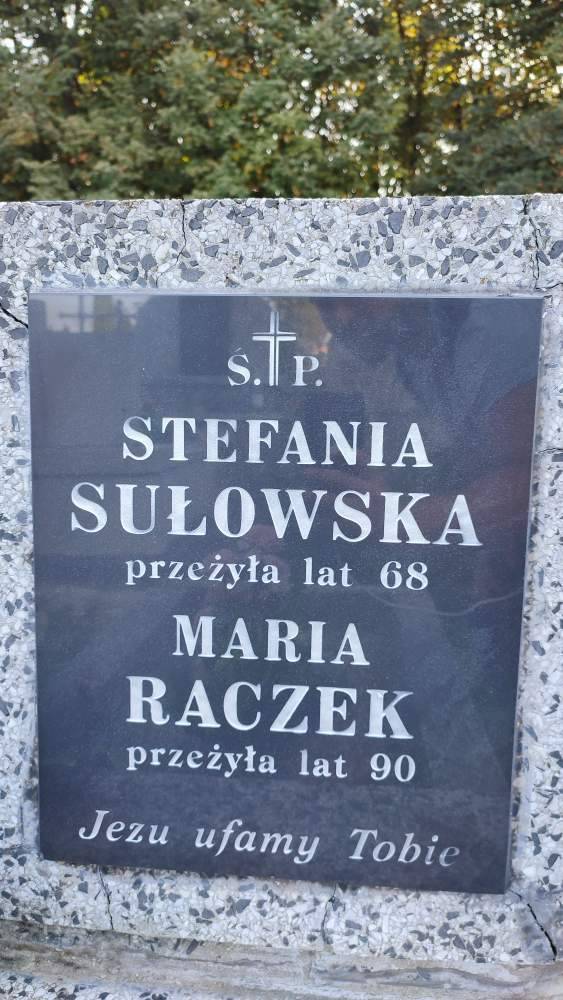 Ś. P.
STEFANIA
SUŁOWSKA
przeżyła lat 68
MARIA
RACZEK
przeżyła lat 90
Jezu ufamy Tobie